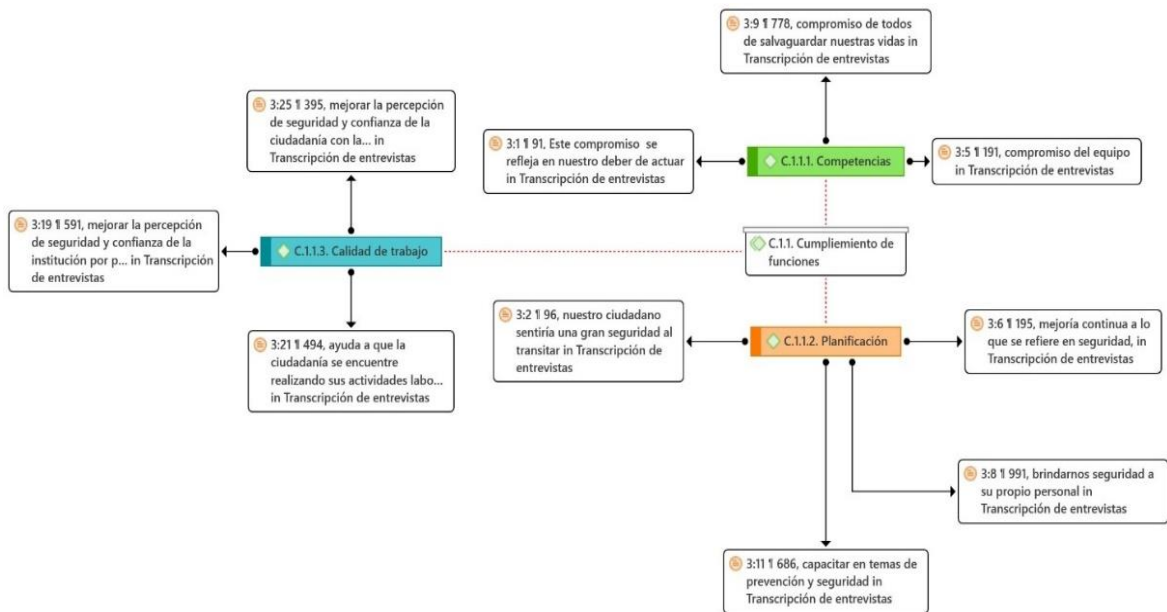 3:9 ¶ 778, compromiso de todos
de salvaguardar nuestras vidas in
Transcripción de entrevistas
3:25 ¶ 395, mejorar la percepción
de seguridad y confianza de la
ciudadanía con la... in
Transcripción de entrevistas
3:1 ¶ 91, Este compromiso se
refleja en nuestro deber de actuar
in Transcripción de entrevistas
C.1.1.1. Competencias
3:5 ¶ 191, compromiso del equipo
in Transcripción de entrevistas
3:19 ¶ 591, mejorar la percepción
de seguridad y confianza de la
institución por p... in Transcripción
de entrevistas
C.1.1.3. Calidad de trabajo
C.1.1. Cumpliemiento de
funciones
3:2 ¶ 96, nuestro ciudadano
sentiría una gran seguridad al
transitar in Transcripción de
entrevistas
C.1.1.2. Planificación
3:6 ¶ 195, mejoría continua a lo
que se refiere en seguridad, in
Transcripción de entrevistas
3:21 ¶ 494, ayuda a que la
ciudadanía se encuentre
realizando sus actividades labo...
in Transcripción de entrevistas
3:8 ¶ 991, brindarnos seguridad a
su propio personal in
Transcripción de entrevistas
3:11 ¶ 686, capacitar en temas de
prevención y seguridad in
Transcripción de entrevistas